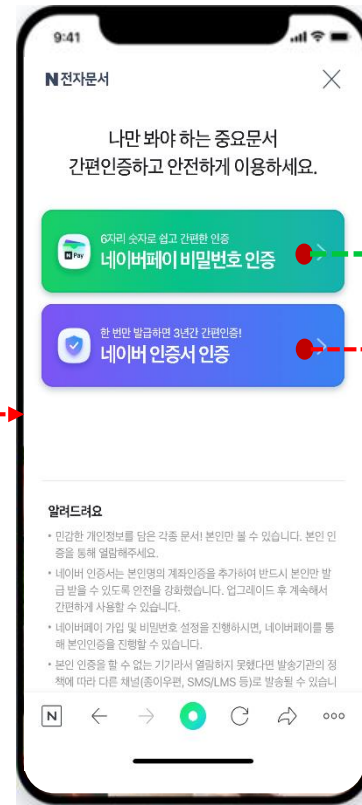 9:41
N 전자문서
나만 봐야 하는 중요문서
간편인증하고 안전하게 이용하세요.
6자리 숫자로 쉽고 간편한 인증
N Pay
네이버페이 비밀번호 인증
한 번만 발급하면 3년간 간편인증!
네이버 인증서 인증
알려드려요
• 민감한 개인정보를 담은 각종 문서! 본인만 볼 수 있습니다. 본인 인
증을 통해 열람해주세요.
• 네이버 인증서는 본인명의 계좌인증을 추가하여 반드시 본인만 발
급 받을 수 있도록 안전을 강화했습니다. 업그레이드 후 계속해서
간편하게 사용할 수 있습니다.
• 네이버페이 가입 및 비밀번호 설정을 진행하시면, 네이버페이를 통
해 본인인증을 진행할 수 있습니다.
• 본인 인증을 할 수 없는 기기라서 열람하지 못했다면 발송기관의 정
책에 따라 다른 채널(종이우편, SMS/LMS 등)로 발송될 수 있습니
N